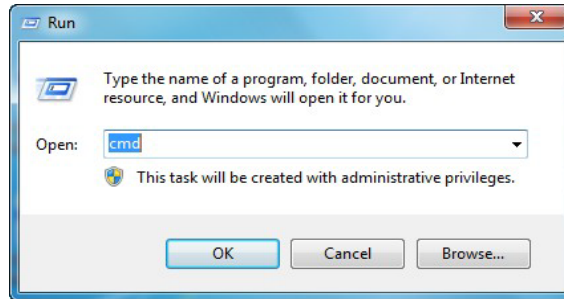 Run
Type the name of a program, folder, document, or Internet
resource, and Windows will open it for you.
Open: cmd
This task will be created with administrative privileges.
OK Cancel Browse...